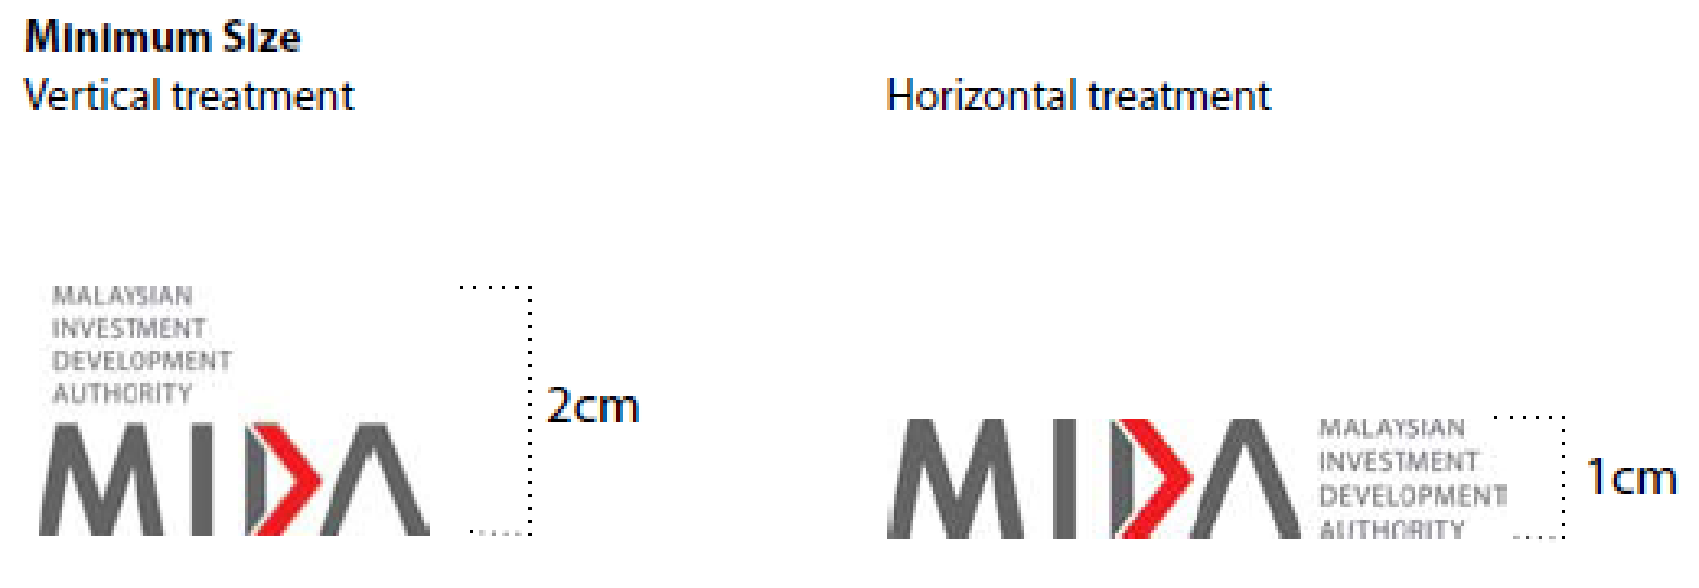 Minimum Size
Vertical treatment
Horizontal treatment
MALAYSIAN
INVESTMENT
DEVELOPMENT
AUTHORITY
MIDA
2cm
MIDA
MALAYSIAN
INVESTMENT
DEVELOPMENT
AUTHORITY
1cm